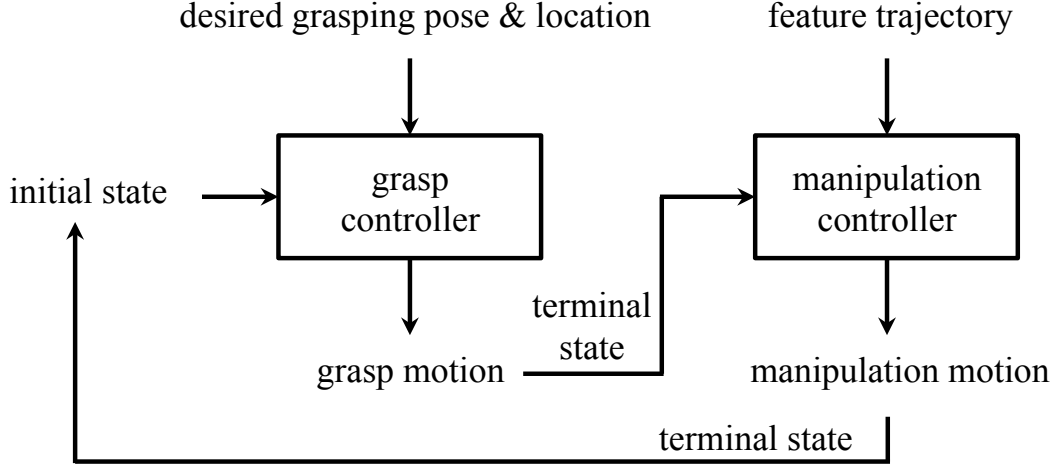 desired grasping pose & location
feature trajectory
initial state
grasp
controller
manipulation
controller
terminal
state
grasp motion
manipulation motion
terminal state